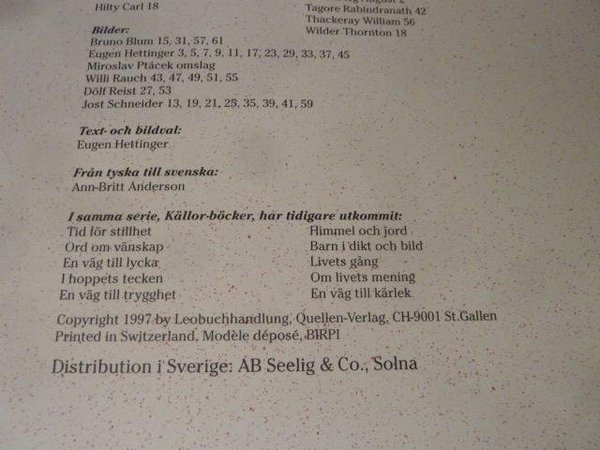 Hilty Carl 18
August 2
Tagore Rabindranath 42
Thackeray William 56
Wilder Thornton 18
Bilder:
Bruno Blum 15, 31, 57, 61
Eugen Hettinger 3, 5, 7, 9, 11, 17, 23, 29, 33, 37, 45
Miroslav Ptácek omslag
Willi Rauch 43, 47, 49, 51, 55
Dölf Reist 27, 53
Jost Schneider 13, 19, 21, 25, 35, 39, 41, 59
Text- och bildval:
Eugen Hettinger
Från tyska till svenska:
Ann-Britt Anderson
I samma serie, Källor-böcker, har tidigare utkommit:
Tid för stillhet
Ord om vänskap
En väg till lycka
I hoppets tecken
En väg till trygghet
Himmel och jord
Barn i dikt och bild
Livets gång
Om livets mening
En väg till kärlek
Copyright 1997 by Leobuchhandlung, Quellen-Verlag, CH-9001 St.Gallen
Printed in Switzerland, Modèle déposé, BIRPI
Distribution i Sverige: AB Seelig & Co., Solna